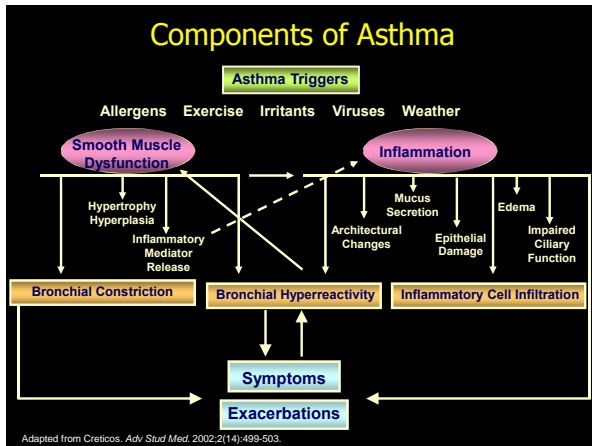 Components of Asthma
Asthma Triggers
Allergens Exercise Irritants Viruses Weather
Smooth Muscle
Dysfunction
Inflammation
Hypertrophy
Hyperplasia
Inflammatory
Mediator
Release
Architectural
Changes
Mucus
Secretion
Epithelial
Damage
Edema
Impaired
Ciliary
Function
Bronchial Constriction
Bronchial Hyperreactivity
Inflammatory Cell Infiltration
Symptoms
Exacerbations
Adapted from Creticos. Adv Stud Med. 2002;2(14):499-503.